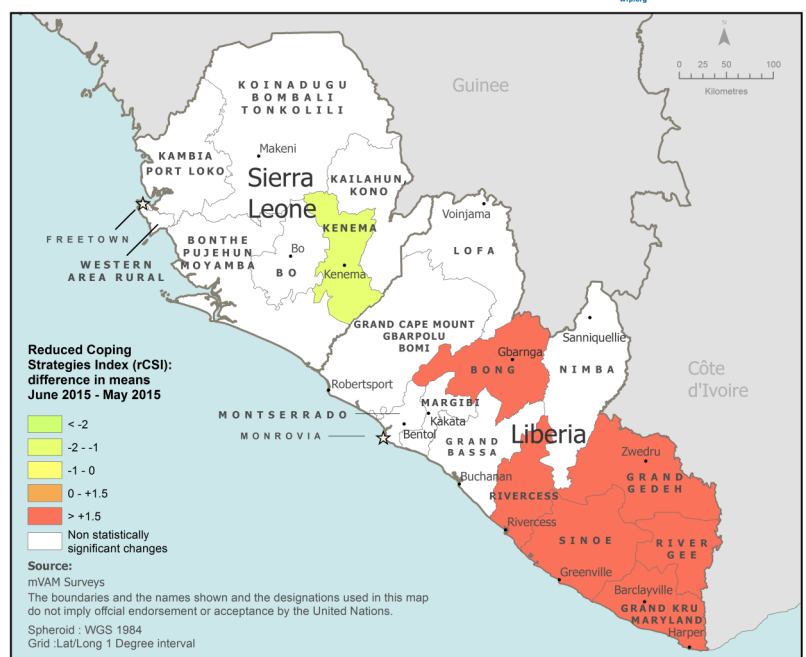 wfp.org
N
0 25 50 100
Kilometres
Guinee
KOINADUGU
BOMBALI
TONKOLILI
Makeni
KAMBIA
PORT LOKO
Sierra
Leone
KAILAHUN
KONO
FREETOWN
WESTERN
AREA RURAL
BONTHE
PUJEHUN
MOYAMBA
Bo
BO
KENEMA
Kenema
Voinjama
LOFA
GRAND CAPE MOUNT
GBARPOLU
BOMI
Sanniquellie
Gbarnga
BONG
NIMBA
Côte
d'Ivoire
Robertsport
MONTSERRADO
MONROVIA
MARGIBI
Kakata
Bentol
GRAND
BASSA
Liberia
Buchanan
RIVERCESS
Rivercess
Zwedru
GRAND
GEDEH
SINOE
RIVER
GEE
Greenville
Barclayville
GRAND KRU
MARYLAND
Harper
Reduced Coping
Strategies Index (rCSI):
difference in means
June 2015 - May 2015
< -2
-2 - -1
-1 - 0
0 - +1.5
> +1.5
Non statistically
significant changes
Source:
mVAM Surveys
The boundaries and the names shown and the designations used in this map
do not imply offcial endorsement or acceptance by the United Nations.
Spheroid : WGS 1984
Grid :Lat/Long 1 Degree interval